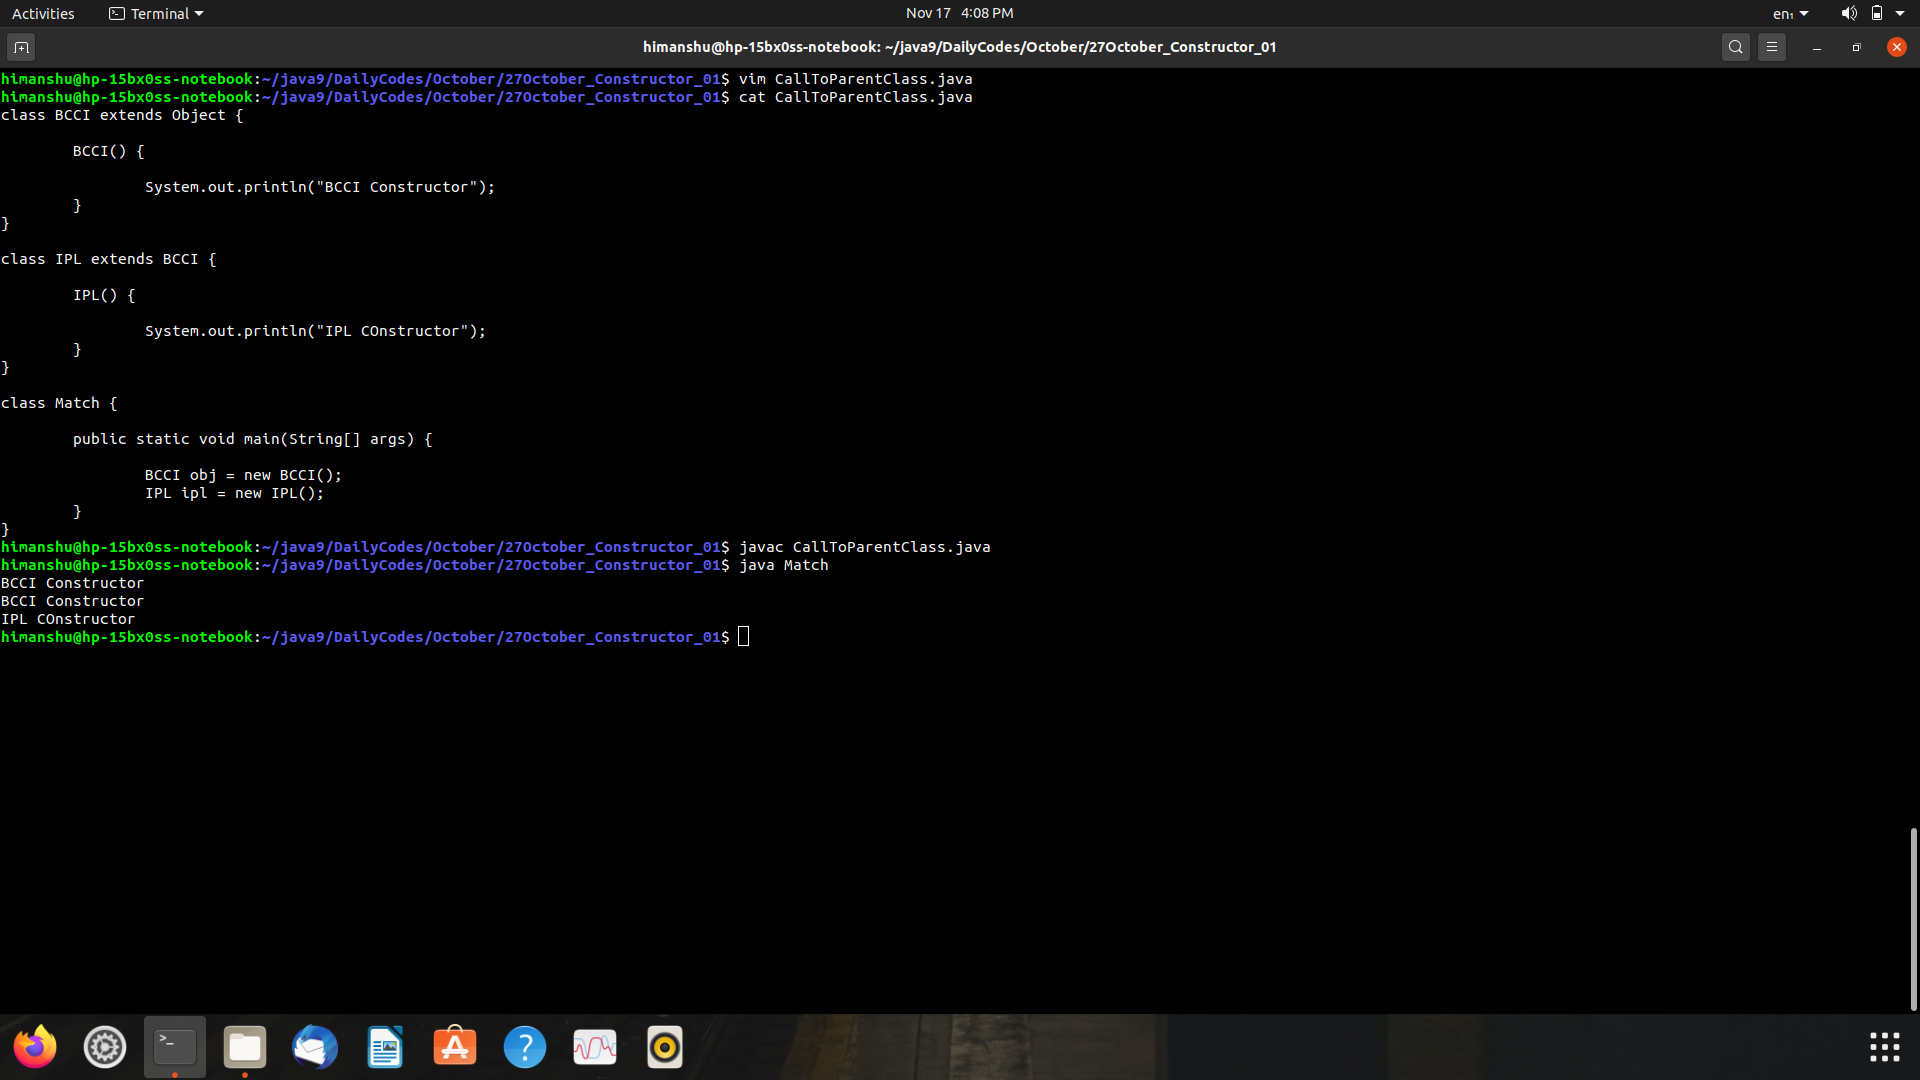 Activities
Terminal
Nov 17 4:08 PM
en₁
himanshu@hp-15bx0ss-notebook: ~/java9/DailyCodes/October/27October_Constructor_01
himanshu@hp-15bx0ss-notebook:~/java9/DailyCodes/October/27October_Constructor_01$ vim CallToParentClass.java
himanshu@hp-15bx0ss-notebook:~/java9/DailyCodes/October/27October_Constructor_01$ cat CallToParentClass.java
class BCCI extends Object {
BCCI() {
System.out.println("BCCI Constructor");
}
}
class IPL extends BCCI {
IPL() {
System.out.println("IPL COnstructor");
}
}
class Match {
public static void main(String[] args) {
BCCI obj = new BCCI();
IPL ipl = new IPL();
}
}
himanshu@hp-15bx0ss-notebook:~/java9/DailyCodes/October/27October_Constructor_01$ javac CallToParentClass.java
himanshu@hp-15bx0ss-notebook:~/java9/DailyCodes/October/27October_Constructor_01$ java Match
BCCI Constructor
BCCI Constructor
IPL COnstructor
himanshu@hp-15bx0ss-notebook:~/java9/DailyCodes/October/27October_Constructor_01$